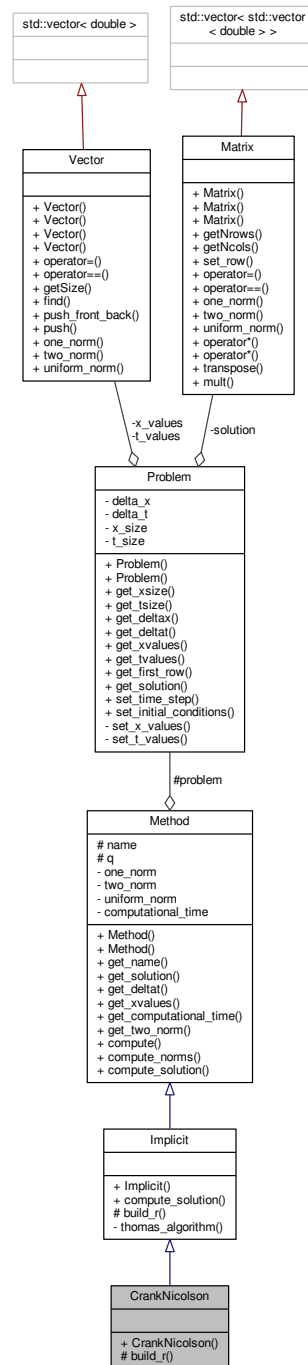 std::vector< double >
std::vector< std::vector
< double > >
Vector
+ Vector()
+ Vector()
+ Vector()
+ Vector()
+ operator=()
+ operator==()
+ getSize()
+ find()
+ push_front_back()
+ push()
+ one_norm()
+ two_norm()
+ uniform_norm()
Matrix
+ Matrix()
+ Matrix()
+ Matrix()
+ getNrows()
+ getNcols()
+ set_row()
+ operator=()
+ operator==()
+ one_norm()
+ two_norm()
+ uniform_norm()
+ operator*()
+ operator*()
+ transpose()
+ mult()
-x_values
-t_values
-solution
Problem
- delta_x
- delta_t
- x_size
- t_size
+ Problem()
+ Problem()
+ get_xsize()
+ get_tsize()
+ get_deltax()
+ get_deltat()
+ get_xvalues()
+ get_tvalues()
+ get_first_row()
+ get_solution()
+ set_time_step()
+ set_initial_conditions()
- set_x_values()
- set_t_values()
#problem
Method
# name
# q
- one_norm
- two_norm
- uniform_norm
- computational_time
+ Method()
+ Method()
+ get_name()
+ get_solution()
+ get_deltat()
+ get_xvalues()
+ get_computational_time()
+ get_two_norm()
+ compute()
+ compute_norms()
+ compute_solution()
Implicit
+ Implicit()
+ compute_solution()
# build_r()
- thomas_algorithm()
CrankNicolson
+ CrankNicolson()
# build_r()